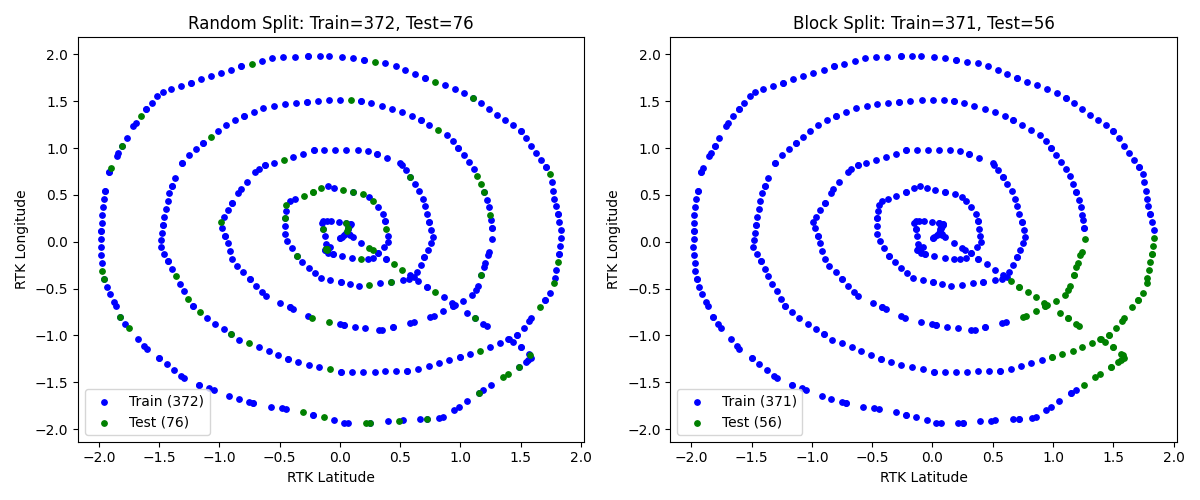 Random Split: Train=372, Test=76
RTK Longitude
2.0
1.5
1.0
0.5
0.0
−0.5
−1.0
−1.5
−2.0
Train (372)
Test (76)
−2.0 −1.5 −1.0 −0.5 0.0 0.5 1.0 1.5 2.0
RTK Latitude
Block Split: Train=371, Test=56
RTK Longitude
2.0
1.5
1.0
0.5
0.0
−0.5
−1.0
−1.5
−2.0
Train (371)
Test (56)
−2.0 −1.5 −1.0 −0.5 0.0 0.5 1.0 1.5 2.0
RTK Latitude